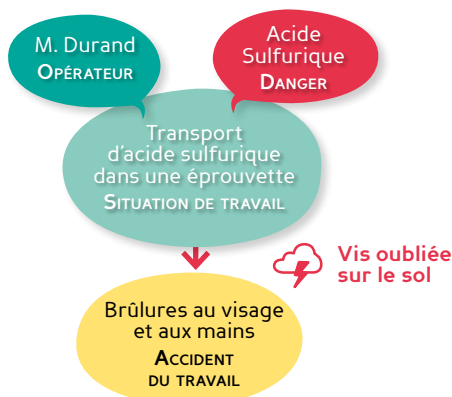 M. Durand
OPÉRATEUR
Acide
Sulfurique
DANGER
Transport
d'acide sulfurique
dans une éprouvette
SITUATION DE TRAVAIL
Vis oubliée
sur le sol
Brûlures au visage
et aux mains
ACCIDENT
DU TRAVAIL